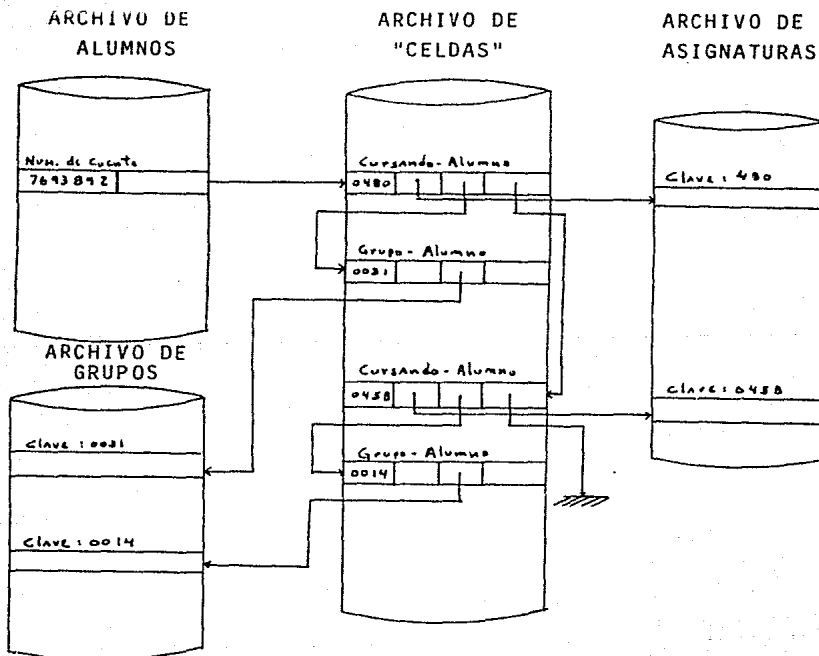 ARCHIVO DE
ALUMNOS
Num. de Cuenta
7693892
ARCHIVO DE
"CELDAS"
Cursando-Alumno
0480
Grupo-Alumno
0031
Cursando-Alumno
0458
Grupo-Alumno
0014
ARCHIVO DE
ASIGNATURAS
Clave: 480
Clave: 0458
ARCHIVO DE
GRUPOS
Clave: 0031
Clave: 0014